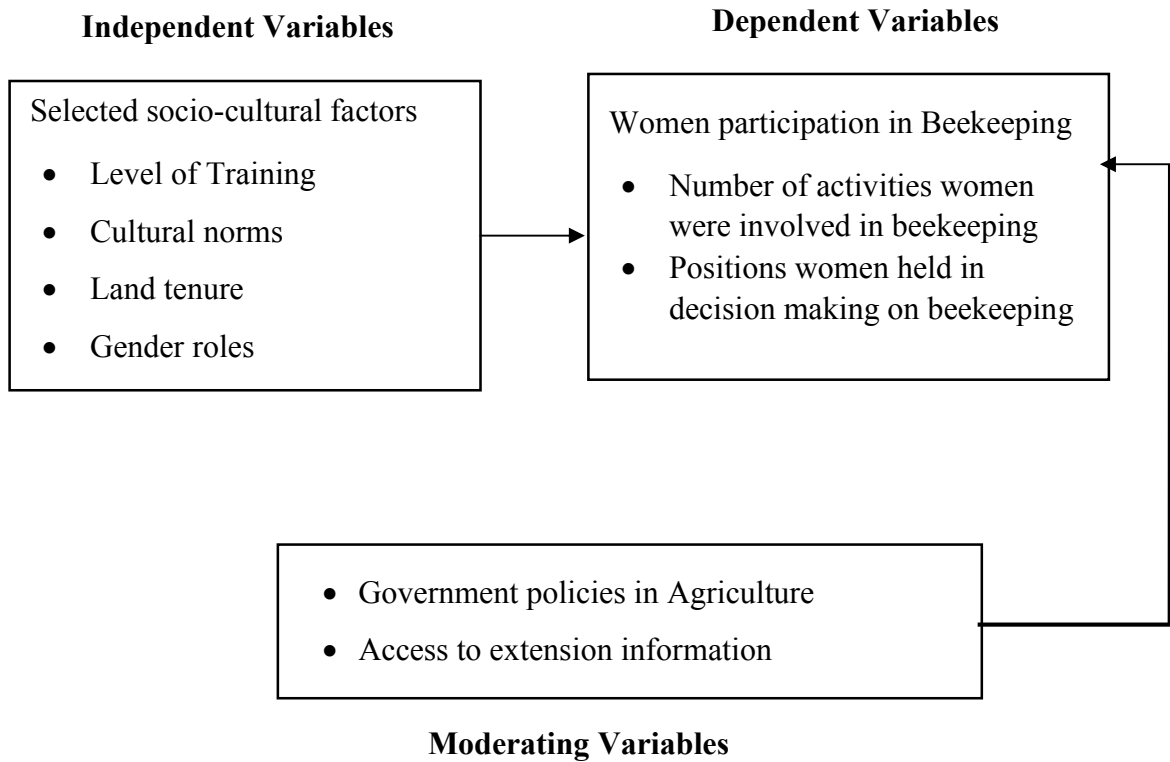 Independent Variables
Dependent Variables
Selected socio-cultural factors
• Level of Training
• Cultural norms
• Land tenure
• Gender roles
Women participation in Beekeeping
• Number of activities women
were involved in beekeeping
• Positions women held in
decision making on beekeeping
• Government policies in Agriculture
• Access to extension information
Moderating Variables